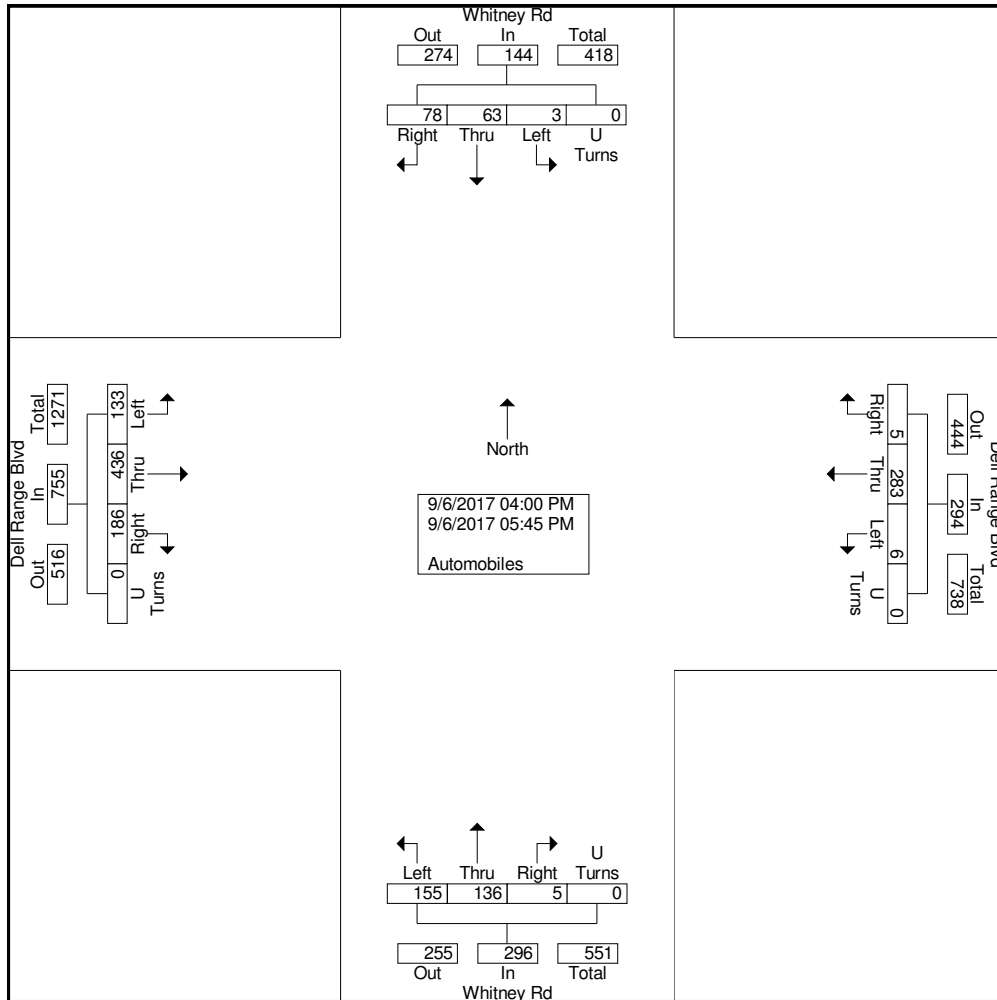 Whitney Rd
Out In Total
274 144 418
78 63 3 0
Right Thru Left U
Turns
Dell Range Blvd
Total In Out
1271 755 516
133 436 186 0
Left Thru Right U
Turns
North
9/6/2017 04:00 PM
9/6/2017 05:45 PM
Automobiles
Right Thru Left U
Turns
5 283 6 0
Out In Total
444 294 738
Dell Range Blvd
U
Left Thru Right Turns
155 136 5 0
255 296 551
Out In Total
Whitney Rd